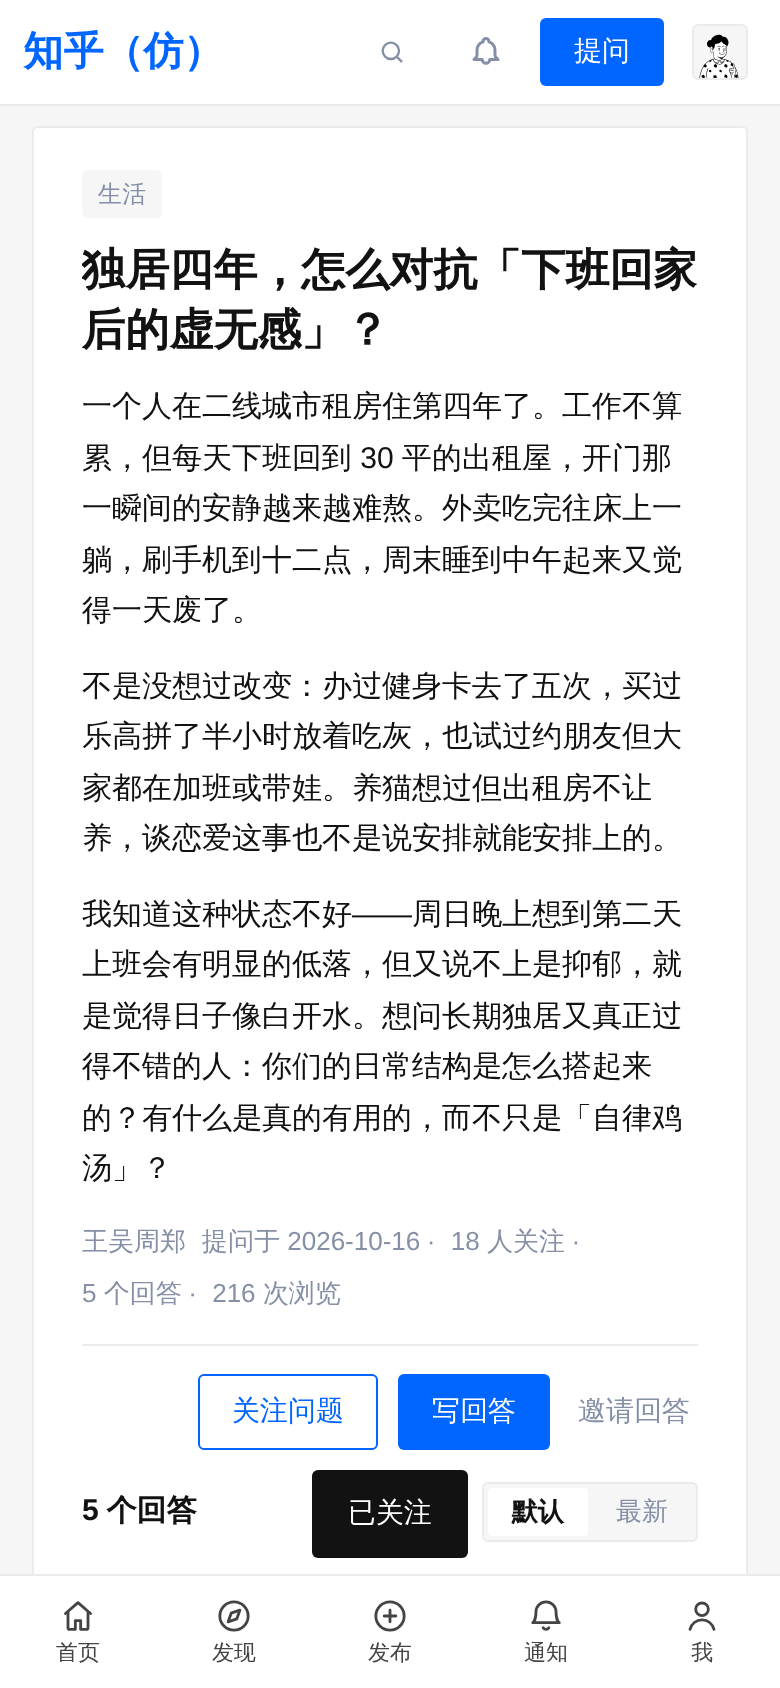 知乎（仿）
提问
生活
独居四年，怎么对抗「下班回家
后的虚无感」？
一个人在二线城市租房住第四年了。工作不算
累，但每天下班回到 30 平的出租屋，开门那
一瞬间的安静越来越难熬。外卖吃完往床上一
躺，刷手机到十二点，周末睡到中午起来又觉
得一天废了。
不是没想过改变：办过健身卡去了五次，买过
乐高拼了半小时放着吃灰，也试过约朋友但大
家都在加班或带娃。养猫想过但出租房不让
养，谈恋爱这事也不是说安排就能安排上的。
我知道这种状态不好——周日晚上想到第二天
上班会有明显的低落，但又说不上是抑郁，就
是觉得日子像白开水。想问长期独居又真正过
得不错的人：你们的日常结构是怎么搭起来
的？有什么是真的有用的，而不只是「自律鸡
汤」？
王吴周郑 提问于 2026-10-16 · 18 人关注 ·
5 个回答 · 216 次浏览
关注问题 写回答 邀请回答
5 个回答 已关注 默认 最新
首页 发现 发布 通知 我